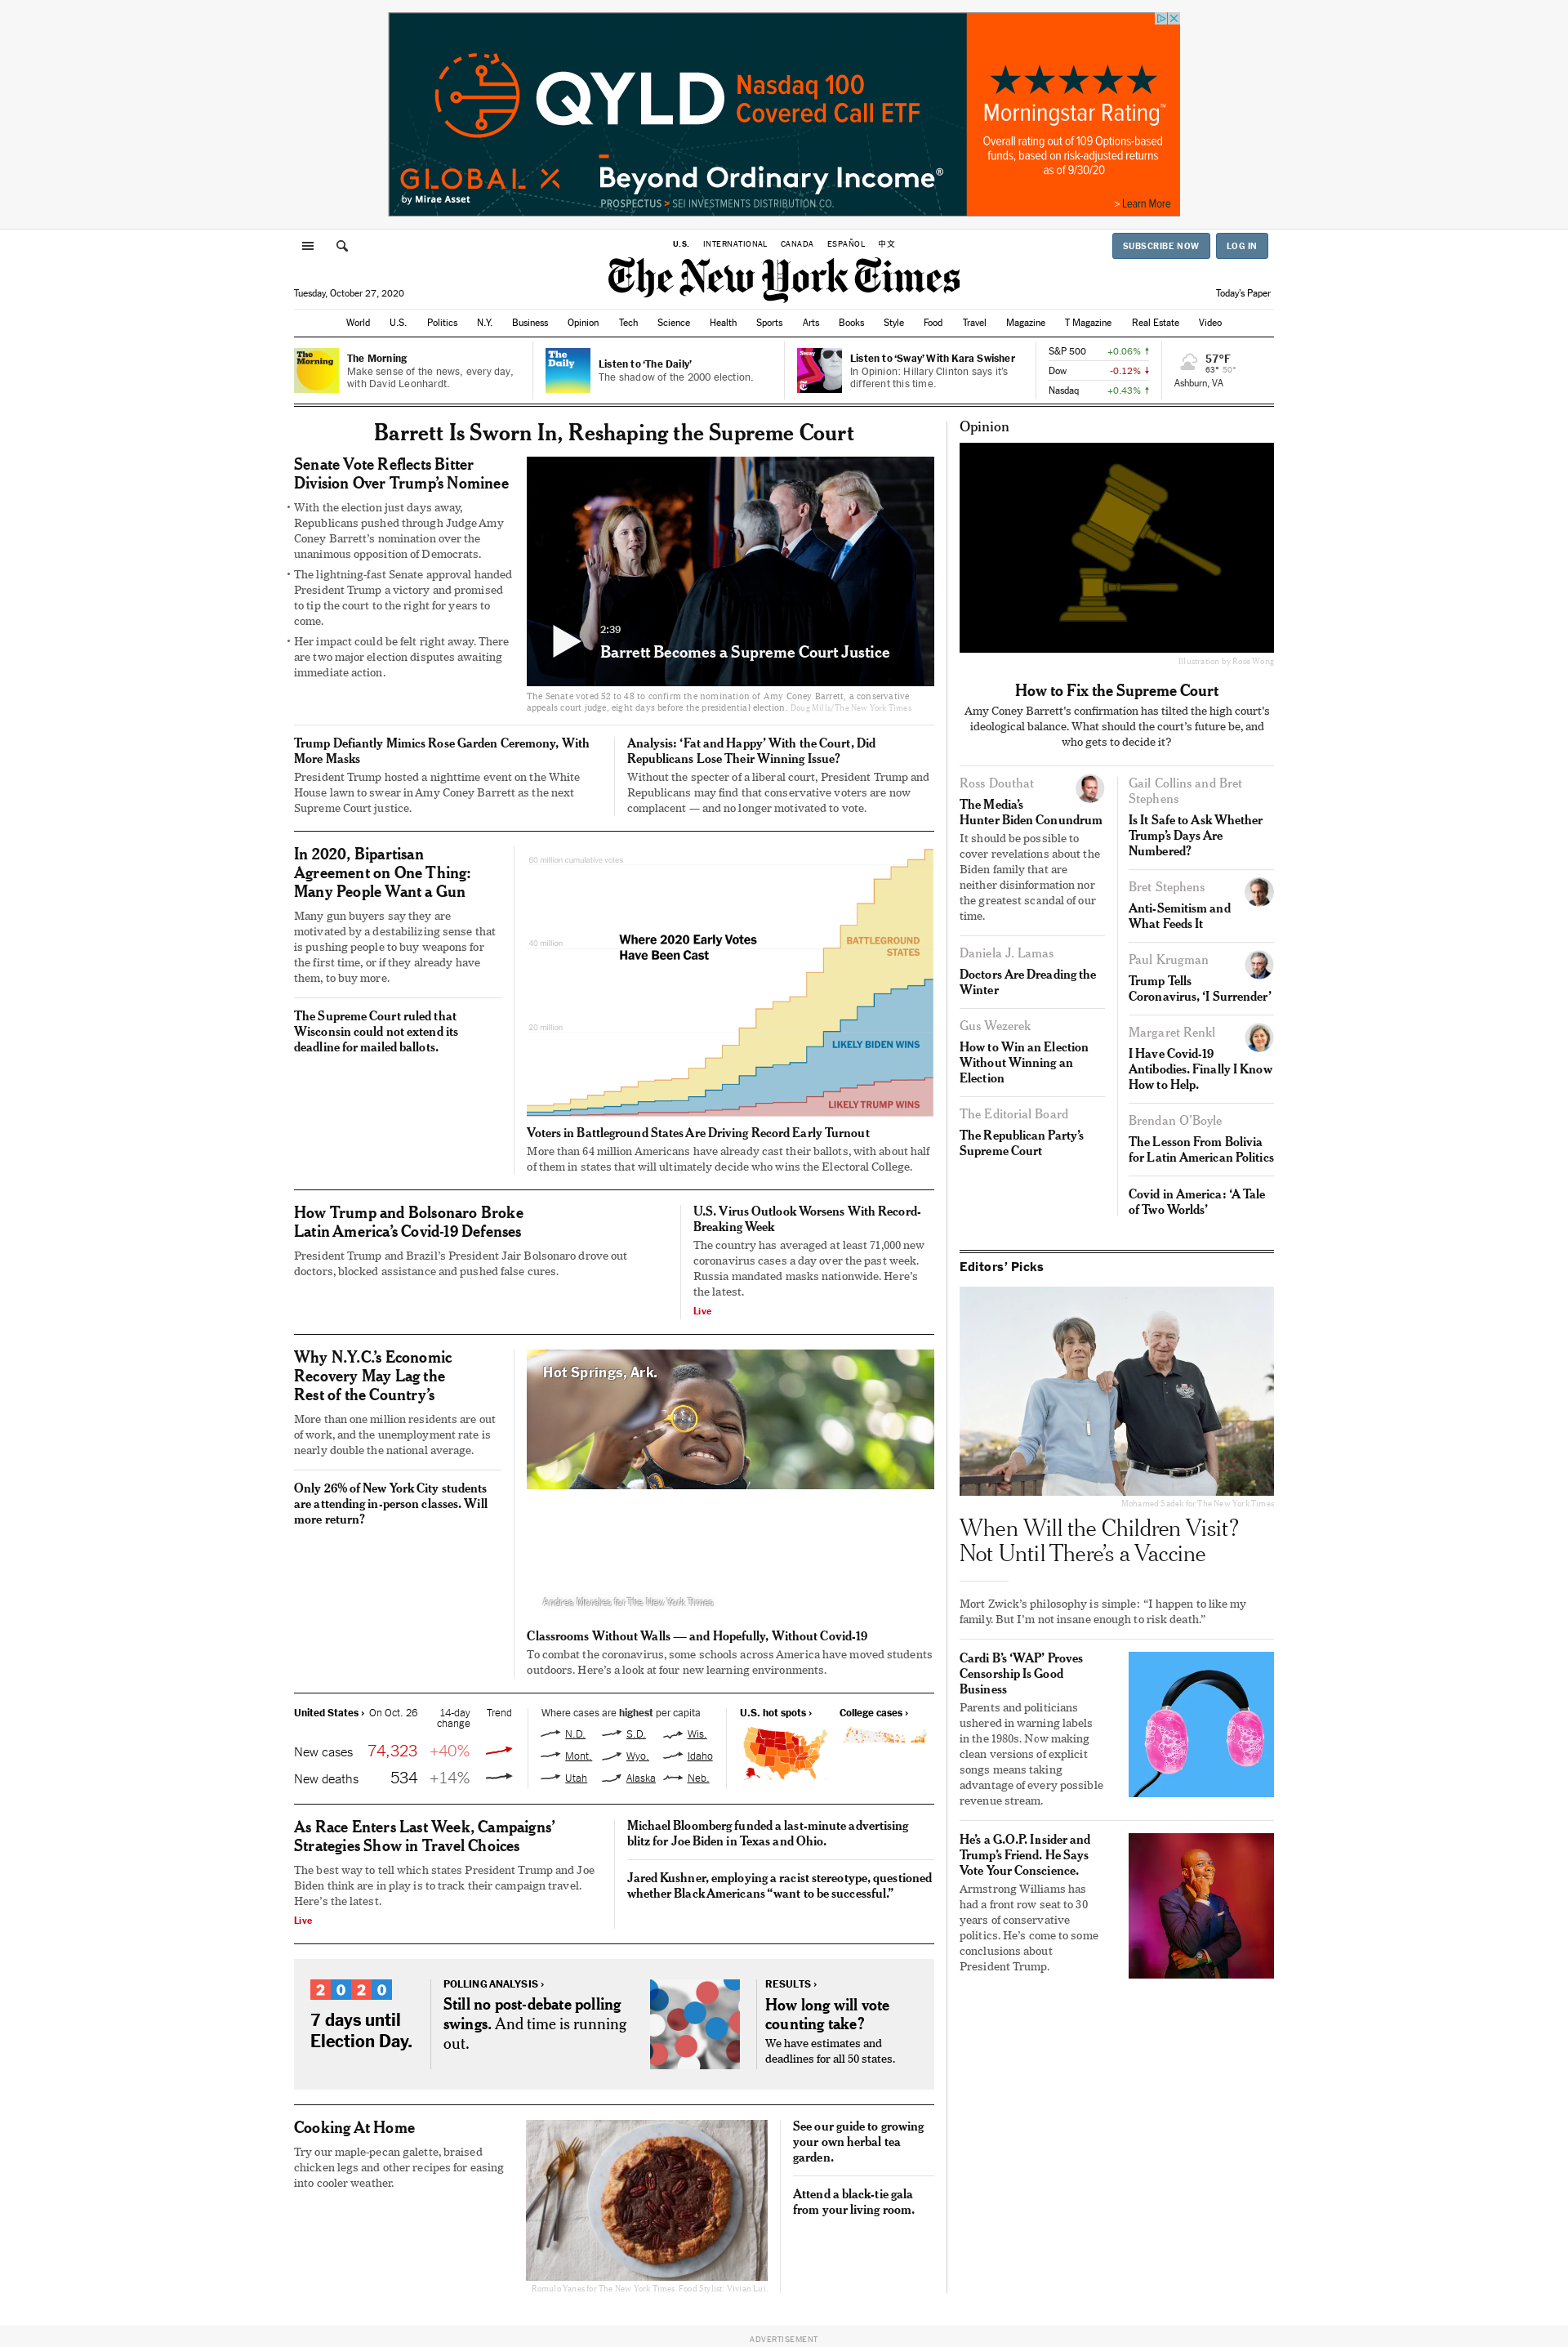 QYLD
Nasdaq 100
Covered Call ETF
GLOBAL X
by Mirae Asset
Beyond Ordinary Income®
PROSPECTUS > SEI INVESTMENTS DISTRIBUTION CO.
Morningstar Rating™
Overall rating out of 109 Options-based
funds, based on risk-adjusted returns
as of 9/30/20
> Learn More
U.S. INTERNATIONAL CANADA ESPAÑOL 中文
SUBSCRIBE NOW LOG IN
The New York Times
Tuesday, October 27, 2020
Today's Paper
World U.S. Politics N.Y. Business Opinion Tech Science Health Sports Arts Books Style Food Travel Magazine T Magazine Real Estate Video
The Morning
The Morning
Make sense of the news, every day,
with David Leonhardt.
The Daily
Listen to 'The Daily'
The shadow of the 2000 election.
Sway
Listen to 'Sway' With Kara Swisher
In Opinion: Hillary Clinton says it's
different this time.
S&P 500 +0.06%
Dow -0.12%
Nasdaq +0.43%
57°F
63° 50°
Ashburn, VA
Barrett Is Sworn In, Reshaping the Supreme Court
Senate Vote Reflects Bitter
Division Over Trump's Nominee
• With the election just days away,
Republicans pushed through Judge Amy
Coney Barrett's nomination over the
unanimous opposition of Democrats.
• The lightning-fast Senate approval handed
President Trump a victory and promised
to tip the court to the right for years to
come.
• Her impact could be felt right away. There
are two major election disputes awaiting
immediate action.
2:39
Barrett Becomes a Supreme Court Justice
The Senate voted 52 to 48 to confirm the nomination of Amy Coney Barrett, a conservative
appeals court judge, eight days before the presidential election. Doug Mills/The New York Times
Trump Defiantly Mimics Rose Garden Ceremony, With
More Masks
President Trump hosted a nighttime event on the White
House lawn to swear in Amy Coney Barrett as the next
Supreme Court justice.
Analysis: 'Fat and Happy' With the Court, Did
Republicans Lose Their Winning Issue?
Without the specter of a liberal court, President Trump and
Republicans may find that conservative voters are now
complacent — and no longer motivated to vote.
In 2020, Bipartisan
Agreement on One Thing:
Many People Want a Gun
Many gun buyers say they are
motivated by a destabilizing sense that
is pushing people to buy weapons for
the first time, or if they already have
them, to buy more.
The Supreme Court ruled that
Wisconsin could not extend its
deadline for mailed ballots.
60 million cumulative votes
40 million
20 million
Where 2020 Early Votes
Have Been Cast
BATTLEGROUND
STATES
LIKELY BIDEN WINS
LIKELY TRUMP WINS
Voters in Battleground States Are Driving Record Early Turnout
More than 64 million Americans have already cast their ballots, with about half
of them in states that will ultimately decide who wins the Electoral College.
How Trump and Bolsonaro Broke
Latin America's Covid-19 Defenses
President Trump and Brazil's President Jair Bolsonaro drove out
doctors, blocked assistance and pushed false cures.
U.S. Virus Outlook Worsens With Record-
Breaking Week
The country has averaged at least 71,000 new
coronavirus cases a day over the past week.
Russia mandated masks nationwide. Here's
the latest.
Live
Why N.Y.C.'s Economic
Recovery May Lag the
Rest of the Country's
More than one million residents are out
of work, and the unemployment rate is
nearly double the national average.
Only 26% of New York City students
are attending in-person classes. Will
more return?
Hot Springs, Ark.
Andrea Morales for The New York Times
Classrooms Without Walls — and Hopefully, Without Covid-19
To combat the coronavirus, some schools across America have moved students
outdoors. Here's a look at four new learning environments.
United States › On Oct. 26 14-day
change Trend
New cases 74,323 +40%
New deaths 534 +14%
Where cases are highest per capita
N.D. S.D. Wis.
Mont. Wyo. Idaho
Utah Alaska Neb.
U.S. hot spots ›
College cases ›
As Race Enters Last Week, Campaigns'
Strategies Show in Travel Choices
The best way to tell which states President Trump and Joe
Biden think are in play is to track their campaign travel.
Here's the latest.
Live
Michael Bloomberg funded a last-minute advertising
blitz for Joe Biden in Texas and Ohio.
Jared Kushner, employing a racist stereotype, questioned
whether Black Americans "want to be successful."
2020
7 days until
Election Day.
POLLING ANALYSIS ›
Still no post-debate polling
swings. And time is running
out.
RESULTS ›
How long will vote
counting take?
We have estimates and
deadlines for all 50 states.
Cooking At Home
Try our maple-pecan galette, braised
chicken legs and other recipes for easing
into cooler weather.
Romulo Yanes for The New York Times. Food Stylist: Vivian Lui.
See our guide to growing
your own herbal tea
garden.
Attend a black-tie gala
from your living room.
Opinion
Illustration by Rose Wong
How to Fix the Supreme Court
Amy Coney Barrett's confirmation has tilted the high court's
ideological balance. What should the court's future be, and
who gets to decide it?
Ross Douthat
The Media's
Hunter Biden Conundrum
It should be possible to
cover revelations about the
Biden family that are
neither disinformation nor
the greatest scandal of our
time.
Daniela J. Lamas
Doctors Are Dreading the
Winter
Gus Wezerek
How to Win an Election
Without Winning an
Election
The Editorial Board
The Republican Party's
Supreme Court
Gail Collins and Bret
Stephens
Is It Safe to Ask Whether
Trump's Days Are
Numbered?
Bret Stephens
Anti-Semitism and
What Feeds It
Paul Krugman
Trump Tells
Coronavirus, 'I Surrender'
Margaret Renkl
I Have Covid-19
Antibodies. Finally I Know
How to Help.
Brendan O'Boyle
The Lesson From Bolivia
for Latin American Politics
Covid in America: 'A Tale
of Two Worlds'
Editors' Picks
Mohamed Sadek for The New York Times
When Will the Children Visit?
Not Until There's a Vaccine
Mort Zwick's philosophy is simple: "I happen to like my
family. But I'm not insane enough to risk death."
Cardi B's 'WAP' Proves
Censorship Is Good
Business
Parents and politicians
ushered in warning labels
in the 1980s. Now making
clean versions of explicit
songs means taking
advantage of every possible
revenue stream.
He's a G.O.P. Insider and
Trump's Friend. He Says
Vote Your Conscience.
Armstrong Williams has
had a front row seat to 30
years of conservative
politics. He's come to some
conclusions about
President Trump.
ADVERTISEMENT